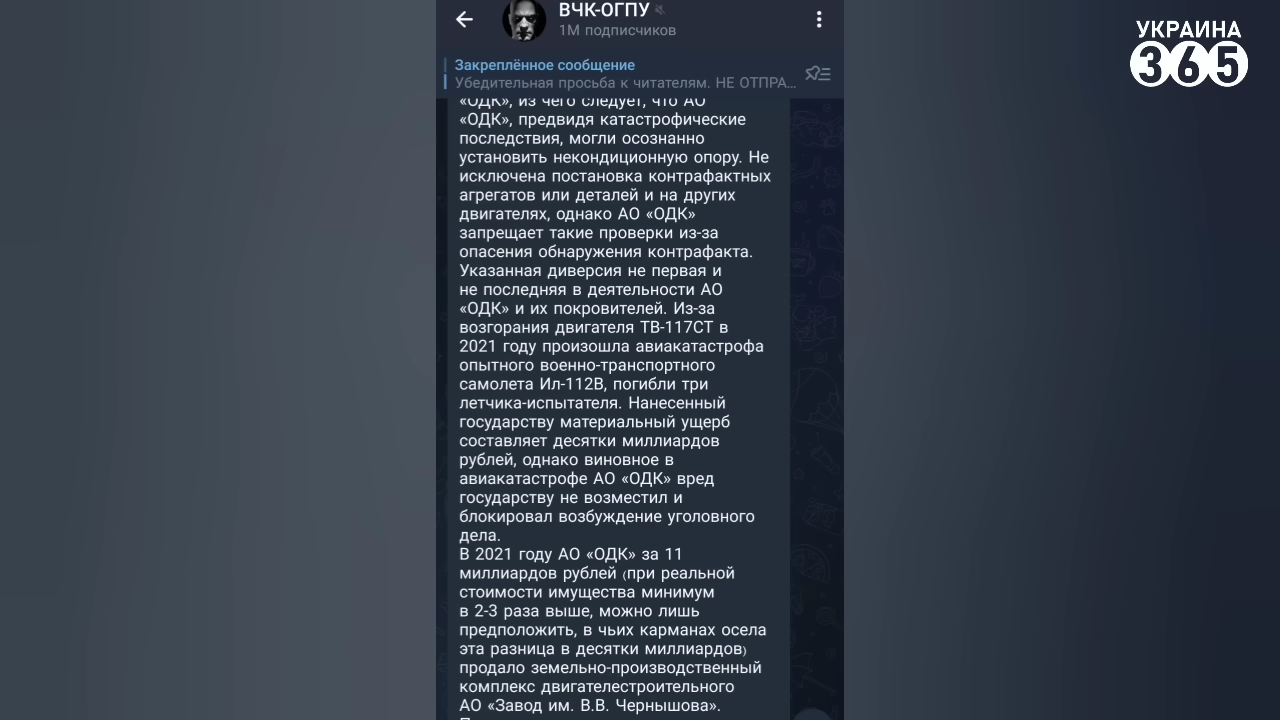 ВЧК-ОГПУ
1М подписчиков
УКРАИНА
365
Закреплённое сообщение
Убедительная просьба к читателям. НЕ ОТПРА...
«ОДК», из чего следует, что АО
«ОДК», предвидя катастрофические
последствия, могли осознанно
установить некондиционную опору. Не
исключена постановка контрафактных
агрегатов или деталей и на других
двигателях, однако АО «ОДК»
запрещает такие проверки из-за
опасения обнаружения контрафакта.
Указанная диверсия не первая и
не последняя в деятельности АО
«ОДК» и их покровителей. Из-за
возгорания двигателя ТВ-117СТ в
2021 году произошла авиакатастрофа
опытного военно-транспортного
самолета Ил-112В, погибли три
летчика-испытателя. Нанесенный
государству материальный ущерб
составляет десятки миллиардов
рублей, однако виновное в
авиакатастрофе АО «ОДК» вред
государству не возместил и
блокировал возбуждение уголовного
дела.
В 2021 году АО «ОДК» за 11
миллиардов рублей (при реальной
стоимости имущества минимум
в 2-3 раза выше, можно лишь
предположить, в чьих карманах осела
эта разница в десятки миллиардов)
продало земельно-производственный
комплекс двигателестроительного
АО «Завод им. В.В. Чернышова».